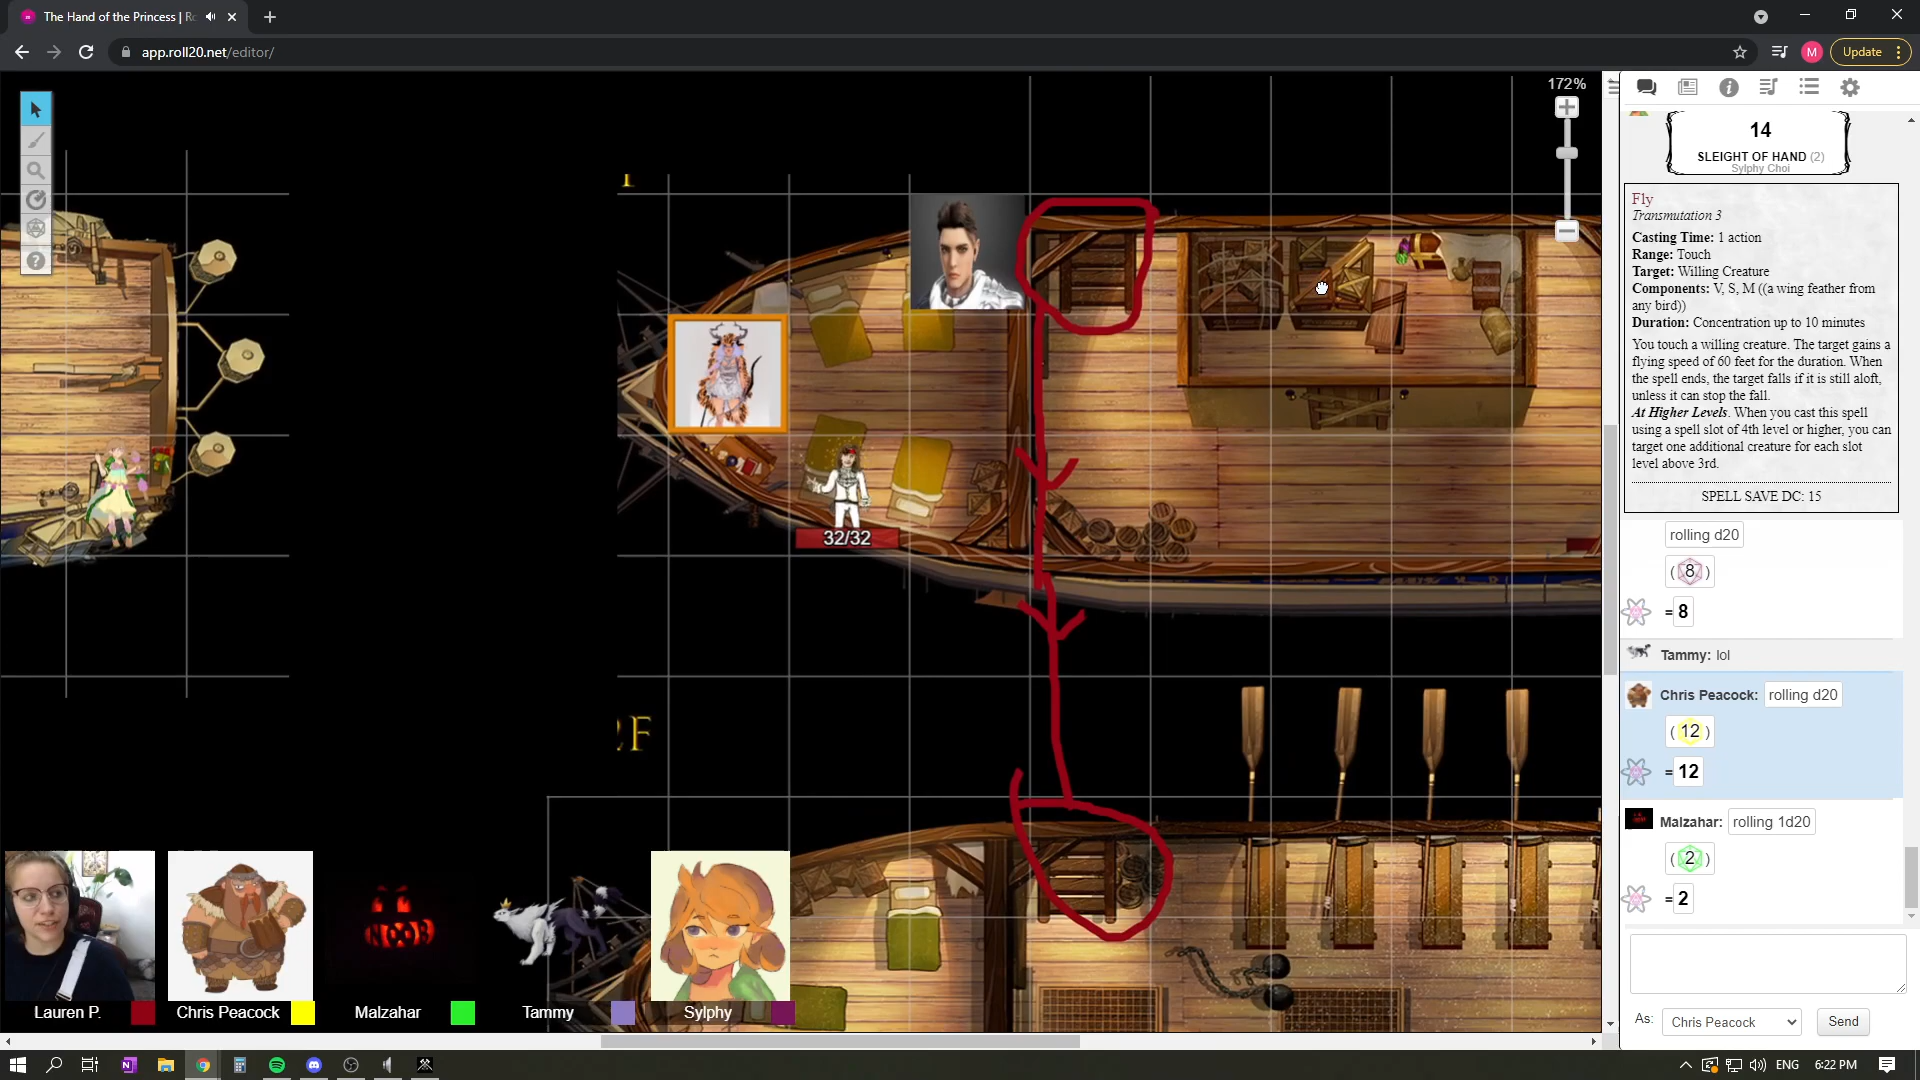 The Hand of the Princess | Ro
app.roll20.net/editor/
M
Update
172%
14
SLEIGHT OF HAND (2)
Sylphy Choi
Fly
Transmutation 3
Casting Time: 1 action
Range: Touch
Target: Willing Creature
Components: V, S, M ((a wing feather from
any bird))
Duration: Concentration up to 10 minutes
You touch a willing creature. The target gains a
flying speed of 60 feet for the duration. When
the spell ends, the target falls if it is still aloft,
unless it can stop the fall.
At Higher Levels. When you cast this spell
using a spell slot of 4th level or higher, you can
target one additional creature for each slot
level above 3rd.
SPELL SAVE DC: 15
rolling d20
(8)
=8
Tammy: lol
Chris Peacock: rolling d20
(12)
=12
Malzahar: rolling 1d20
(2)
=2
As: Chris Peacock
Send
32/32
2F
NOOB
Lauren P.
Chris Peacock
Malzahar
Tammy
Sylphy
ENG
6:22 PM